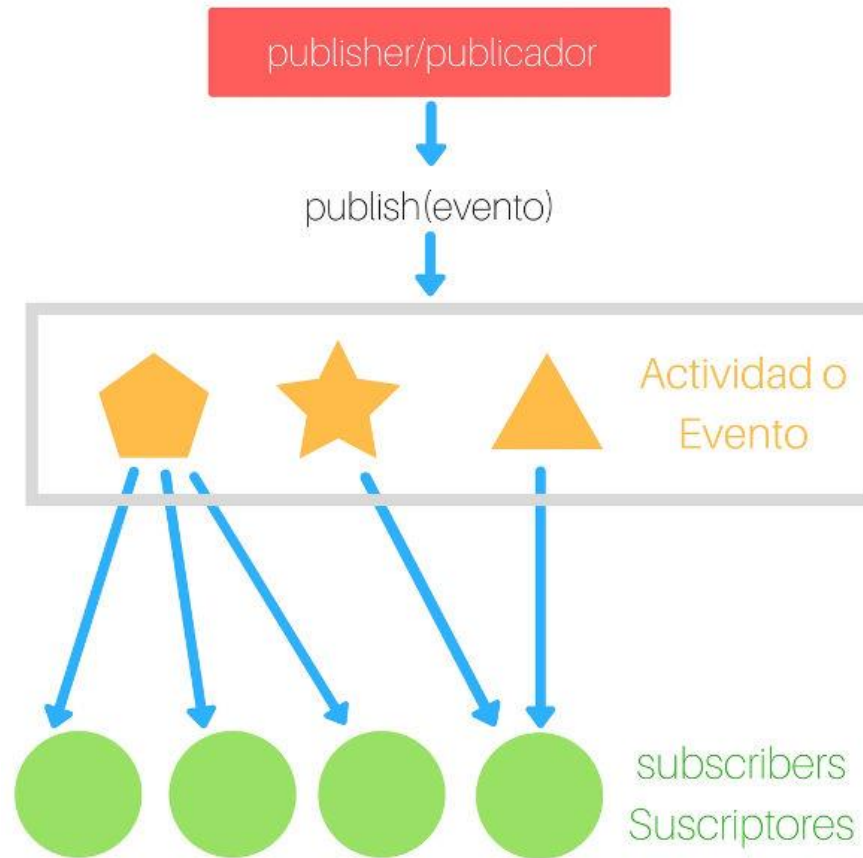 publisher/publicador
publish(evento)
Actividad o
Evento
subscribers
Suscriptores